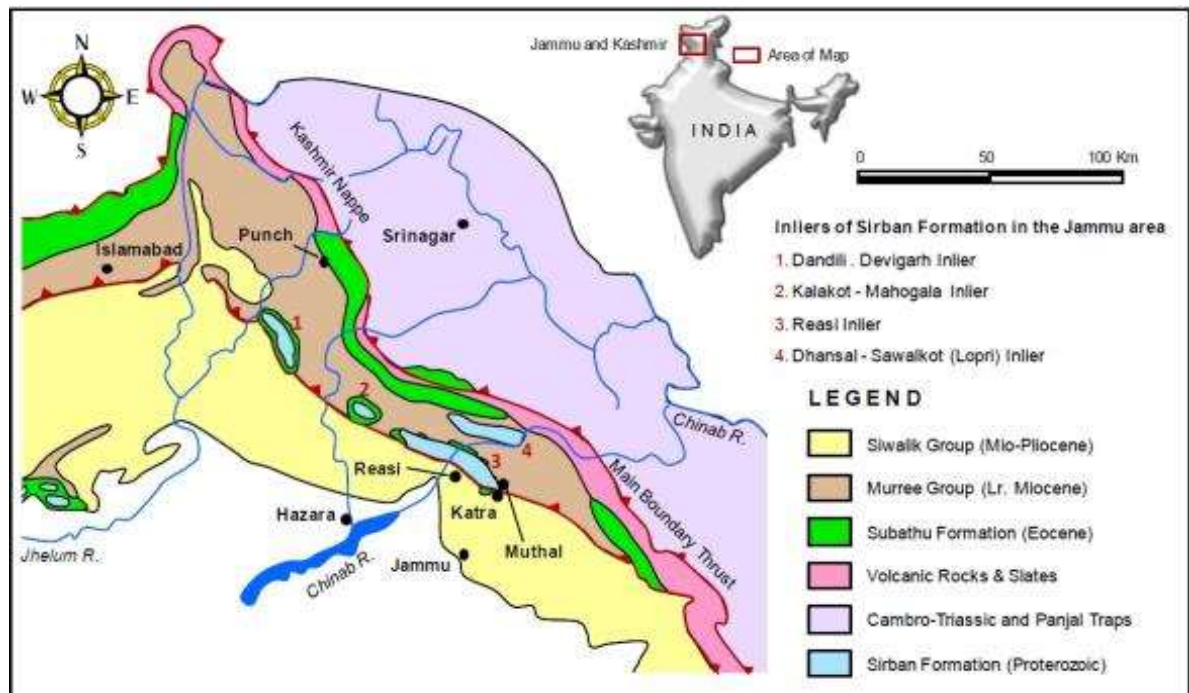 N
W E
S
Jammu and Kashmir
Area of Map
INDIA
0 50 100 Km
Kashmir Nappe
Islamabad
Punch
Srinagar
1
2
3
4
Chinab R.
Main Boundary Thrust
Reasi
Katra
Muthal
Hazara
Jammu
Jhelum R.
Chinab R.
Inliers of Sirban Formation in the Jammu area
1. Dandili . Devigarh Inlier
2. Kalakot - Mahogala Inlier
3. Reasi Inlier
4. Dhansal - Sawalkot (Lopri) Inlier
LEGEND
Siwalik Group (Mio-Pliocene)
Murree Group (Lr. Miocene)
Subathu Formation (Eocene)
Volcanic Rocks & Slates
Cambro-Triassic and Panjal Traps
Sirban Formation (Proterozoic)